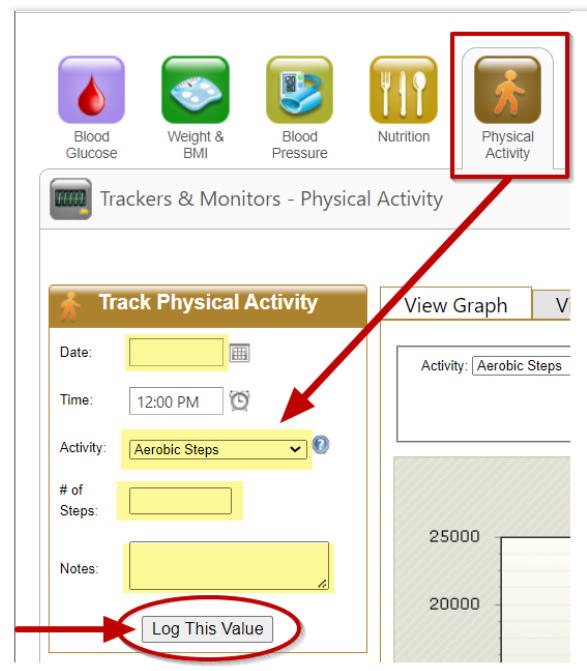 Blood
Glucose
Weight &
BMI
Blood
Pressure
Nutrition
Physical
Activity
Trackers & Monitors - Physical Activity
Track Physical Activity
Date:
Time:
12:00 PM
Activity:
Aerobic Steps
# of
Steps:
Notes:
Log This Value
View Graph
Activity: Aerobic Steps
25000
20000